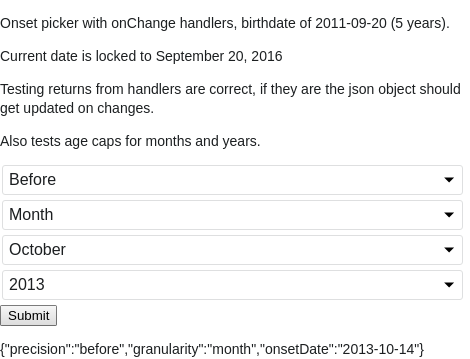 Onset picker with onChange handlers, birthdate of 2011-09-20 (5 years).
Current date is locked to September 20, 2016
Testing returns from handlers are correct, if they are the json object should
get updated on changes.
Also tests age caps for months and years.
Before
Month
October
2013
Submit
{"precision":"before","granularity":"month","onsetDate":"2013-10-14"}